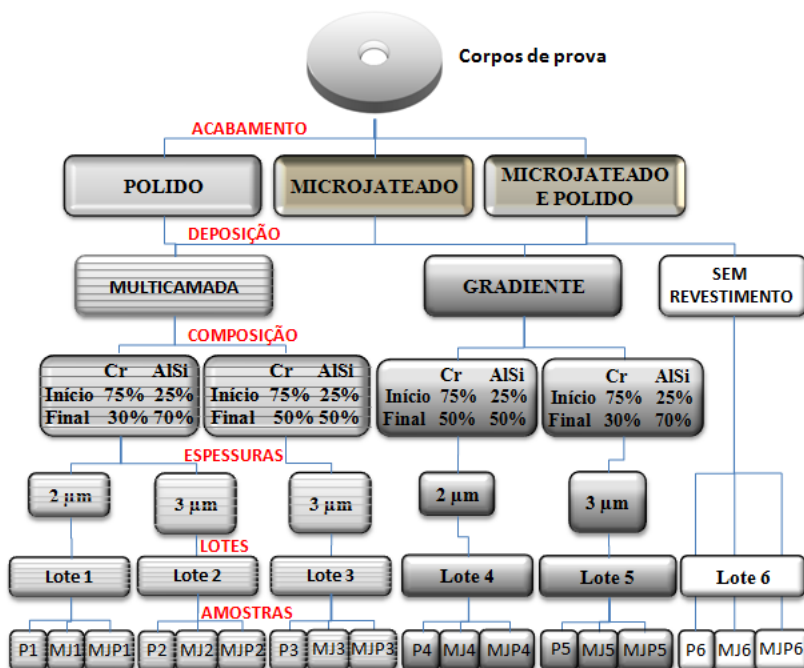 Corpos de prova
ACABAMENTO
POLIDO
MICROJATEADO
MICROJATEADO
E POLIDO
DEPOSIÇÃO
MULTICAMADA
GRADIENTE
SEM
REVESTIMENTO
COMPOSIÇÃO
Cr AlSi
Início 75% 25%
Final 30% 70%
Cr AlSi
Início 75% 25%
Final 50% 50%
Cr AlSi
Início 75% 25%
Final 50% 50%
Cr AlSi
Início 75% 25%
Final 30% 70%
ESPESSURAS
2 µm
3 µm
3 µm
2 µm
3 µm
LOTES
Lote 1
Lote 2
Lote 3
Lote 4
Lote 5
Lote 6
AMOSTRAS
P1 MJ1 MJP1
P2 MJ2 MJP2
P3 MJ3 MJP3
P4 MJ4 MJP4
P5 MJ5 MJP5
P6 MJ6 MJP6